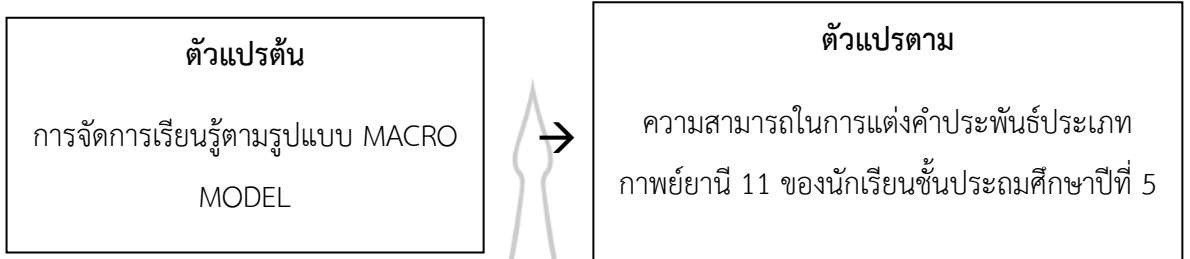 ตัวแปรต้น
การจัดการเรียนรู้ตามรูปแบบ MACRO
MODEL
→
ตัวแปรตาม
ความสามารถในการแต่งคำประพันธ์ประเภท
กาพย์ยานี 11 ของนักเรียนชั้นประถมศึกษาปีที่ 5